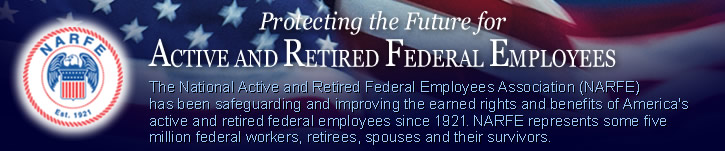 Protecting the Future for
ACTIVE AND RETIRED FEDERAL EMPLOYEES
NARFE
Est. 1921
The National Active and Retired Federal Employees Association (NARFE)
has been safeguarding and improving the earned rights and benefits of America's
active and retired federal employees since 1921. NARFE represents some five
million federal workers, retirees, spouses and their survivors.